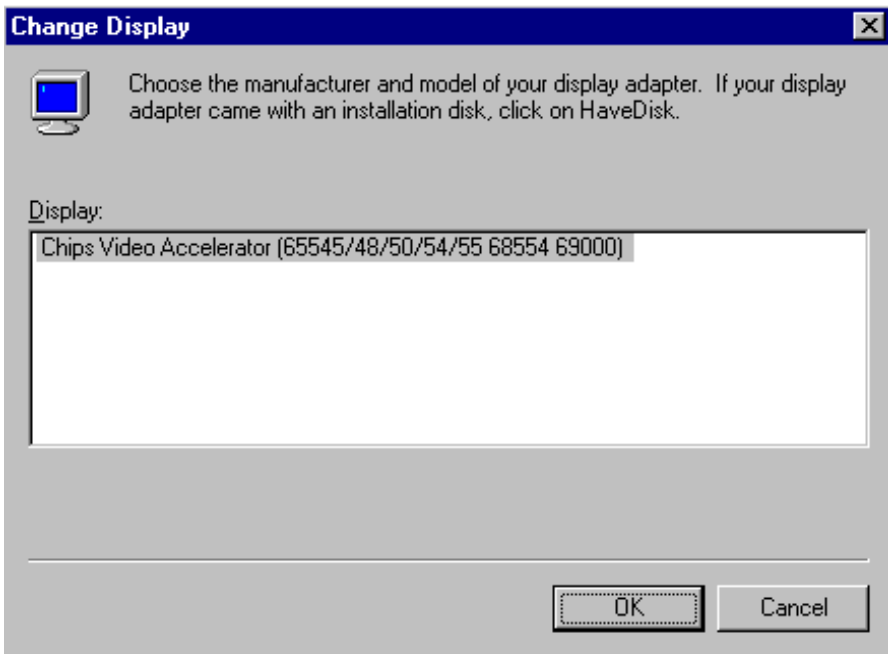 Change Display
Choose the manufacturer and model of your display adapter.  If your display
adapter came with an installation disk, click on HaveDisk.
Display:
Chips Video Accelerator (65545/48/50/54/55 68554 69000)
OK
Cancel